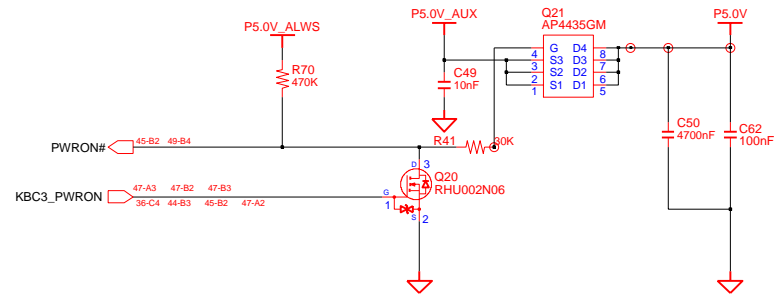 P5.0V_AUX
Q21
AP4435GM
P5.0V
P5.0V_ALWS
G D4
4 8
S3 D3
3 7
S2 D2
2 6
S1 D1
1 5
R70
470K
C49
10nF
C50
4700nF
C62
100nF
PWRON#
45-B2 49-B4
R41
30K
D 3
Q20
RHU002N06
KBC3_PWRON
47-A3 47-B2 47-B3
36-C4 44-B3 45-B2 47-A2
G
1
S 2